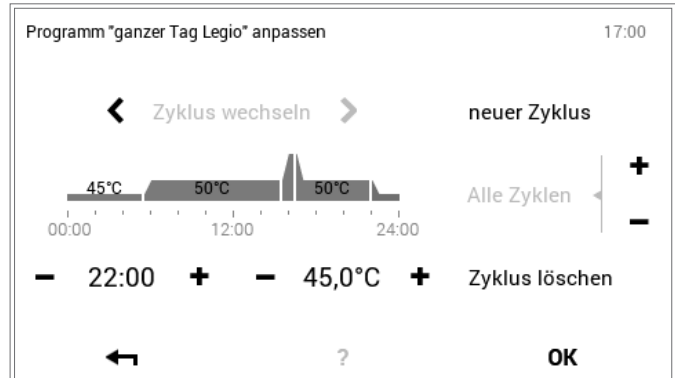 Programm "ganzer Tag Legio" anpassen 17:00
Zyklus wechseln neuer Zyklus
45°C 50°C 50°C
Alle Zyklen
00:00 12:00 24:00
− 22:00 + − 45,0°C + Zyklus löschen
? OK